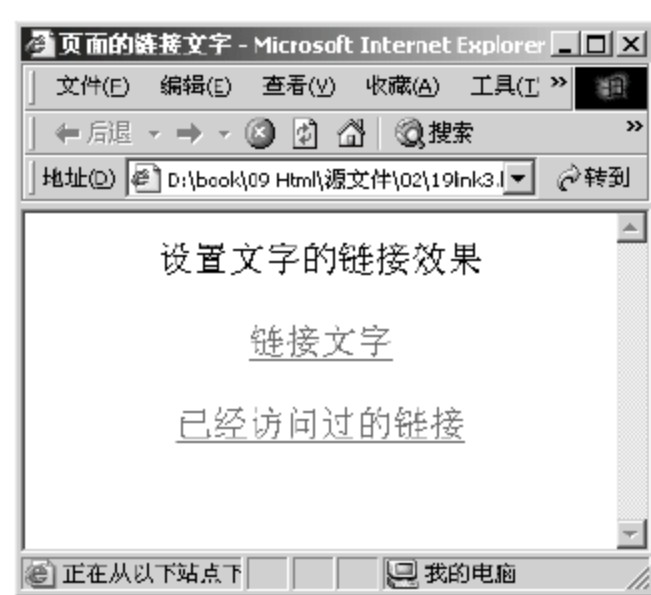 页面的链接文字 - Microsoft Internet Explorer
文件(F) 编辑(E) 查看(V) 收藏(A) 工具(T) »
后退 搜索 »
地址(D) D:\book\09 Html\源文件\02\19link3. 转到
设置文字的链接效果
链接文字
已经访问过的链接
正在从以下站点下 我的电脑